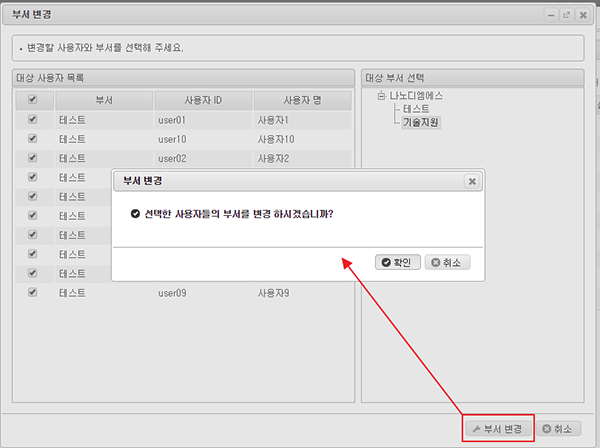 부서 변경
• 변경할 사용자와 부서를 선택해 주세요.
대상 사용자 목록
부서 사용자 ID 사용자 명
테스트 user01 사용자1
테스트 user10 사용자10
테스트 user02 사용자2
테스트
테스트
테스트
테스트
테스트
테스트
테스트 user09 사용자9
대상 부서 선택
나노디엠에스
테스트
기술지원
부서 변경
선택한 사용자들의 부서를 변경 하시겠습니까?
확인 취소
부서 변경 취소